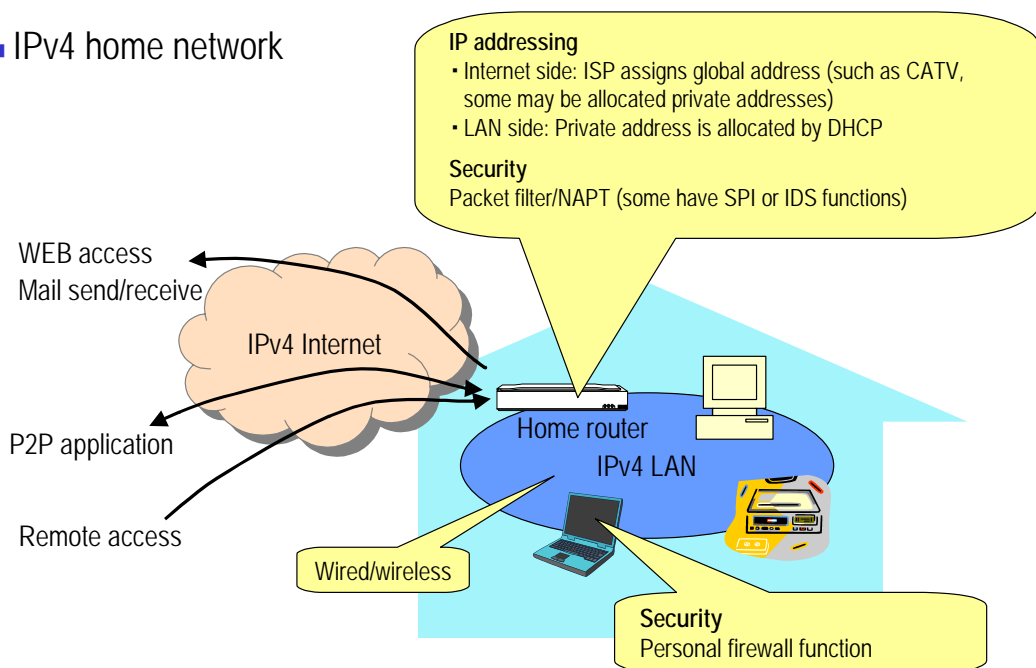 IPv4 home network
IP addressing
・Internet side: ISP assigns global address (such as CATV,
some may be allocated private addresses)
・LAN side: Private address is allocated by DHCP
Security
Packet filter/NAPT (some have SPI or IDS functions)
WEB access
Mail send/receive
IPv4 Internet
P2P application
Home router
IPv4 LAN
Remote access
Wired/wireless
Security
Personal firewall function